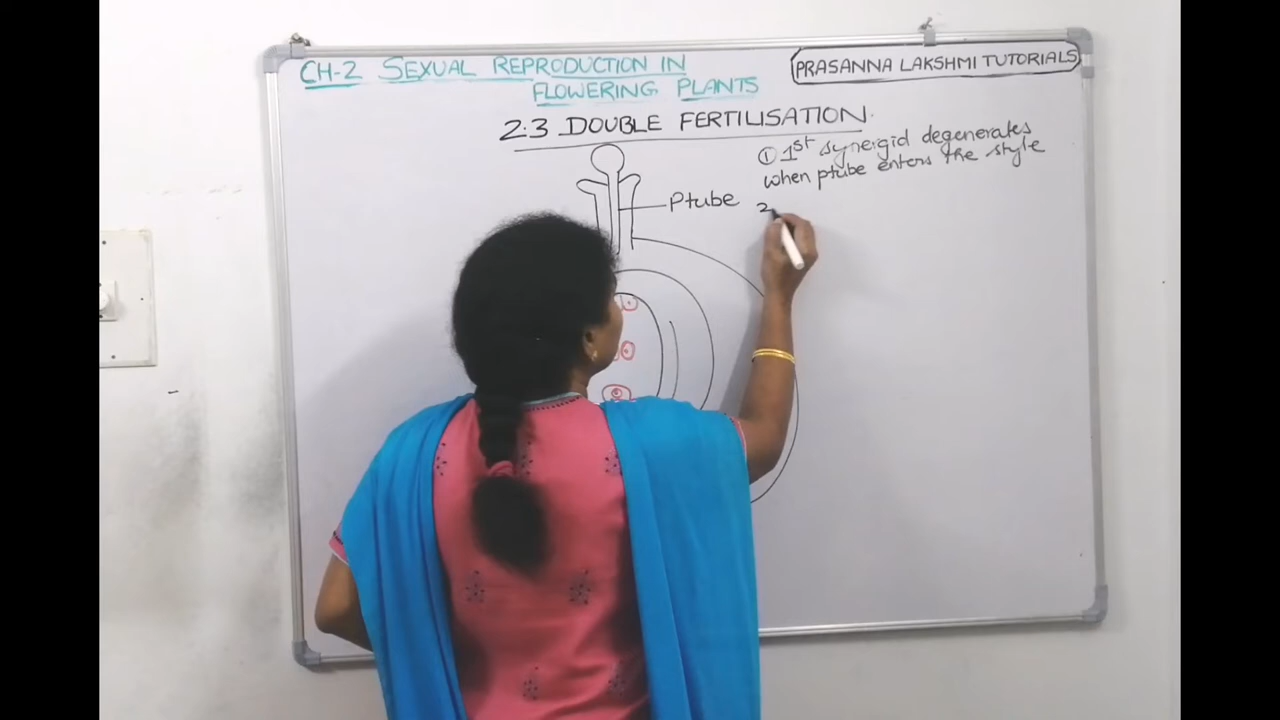 CH-2 SEXUAL REPRODUCTION IN
FLOWERING PLANTS
PRASANNA LAKSHMI TUTORIALS
2.3 DOUBLE FERTILISATION
① 1st synergid degenerates
when ptube enters the style
Ptube
2